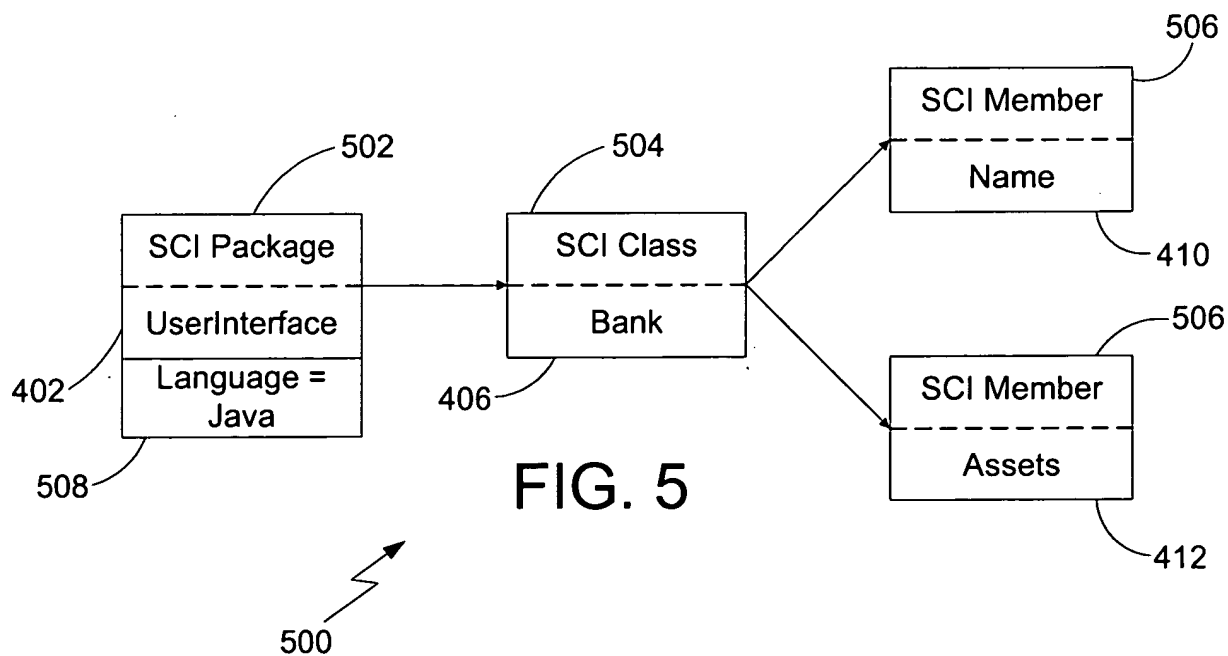 506
SCI Member
Name
410
502
SCI Package
UserInterface
Language =
Java
402
508
504
SCI Class
Bank
406
506
SCI Member
Assets
412
FIG. 5
500